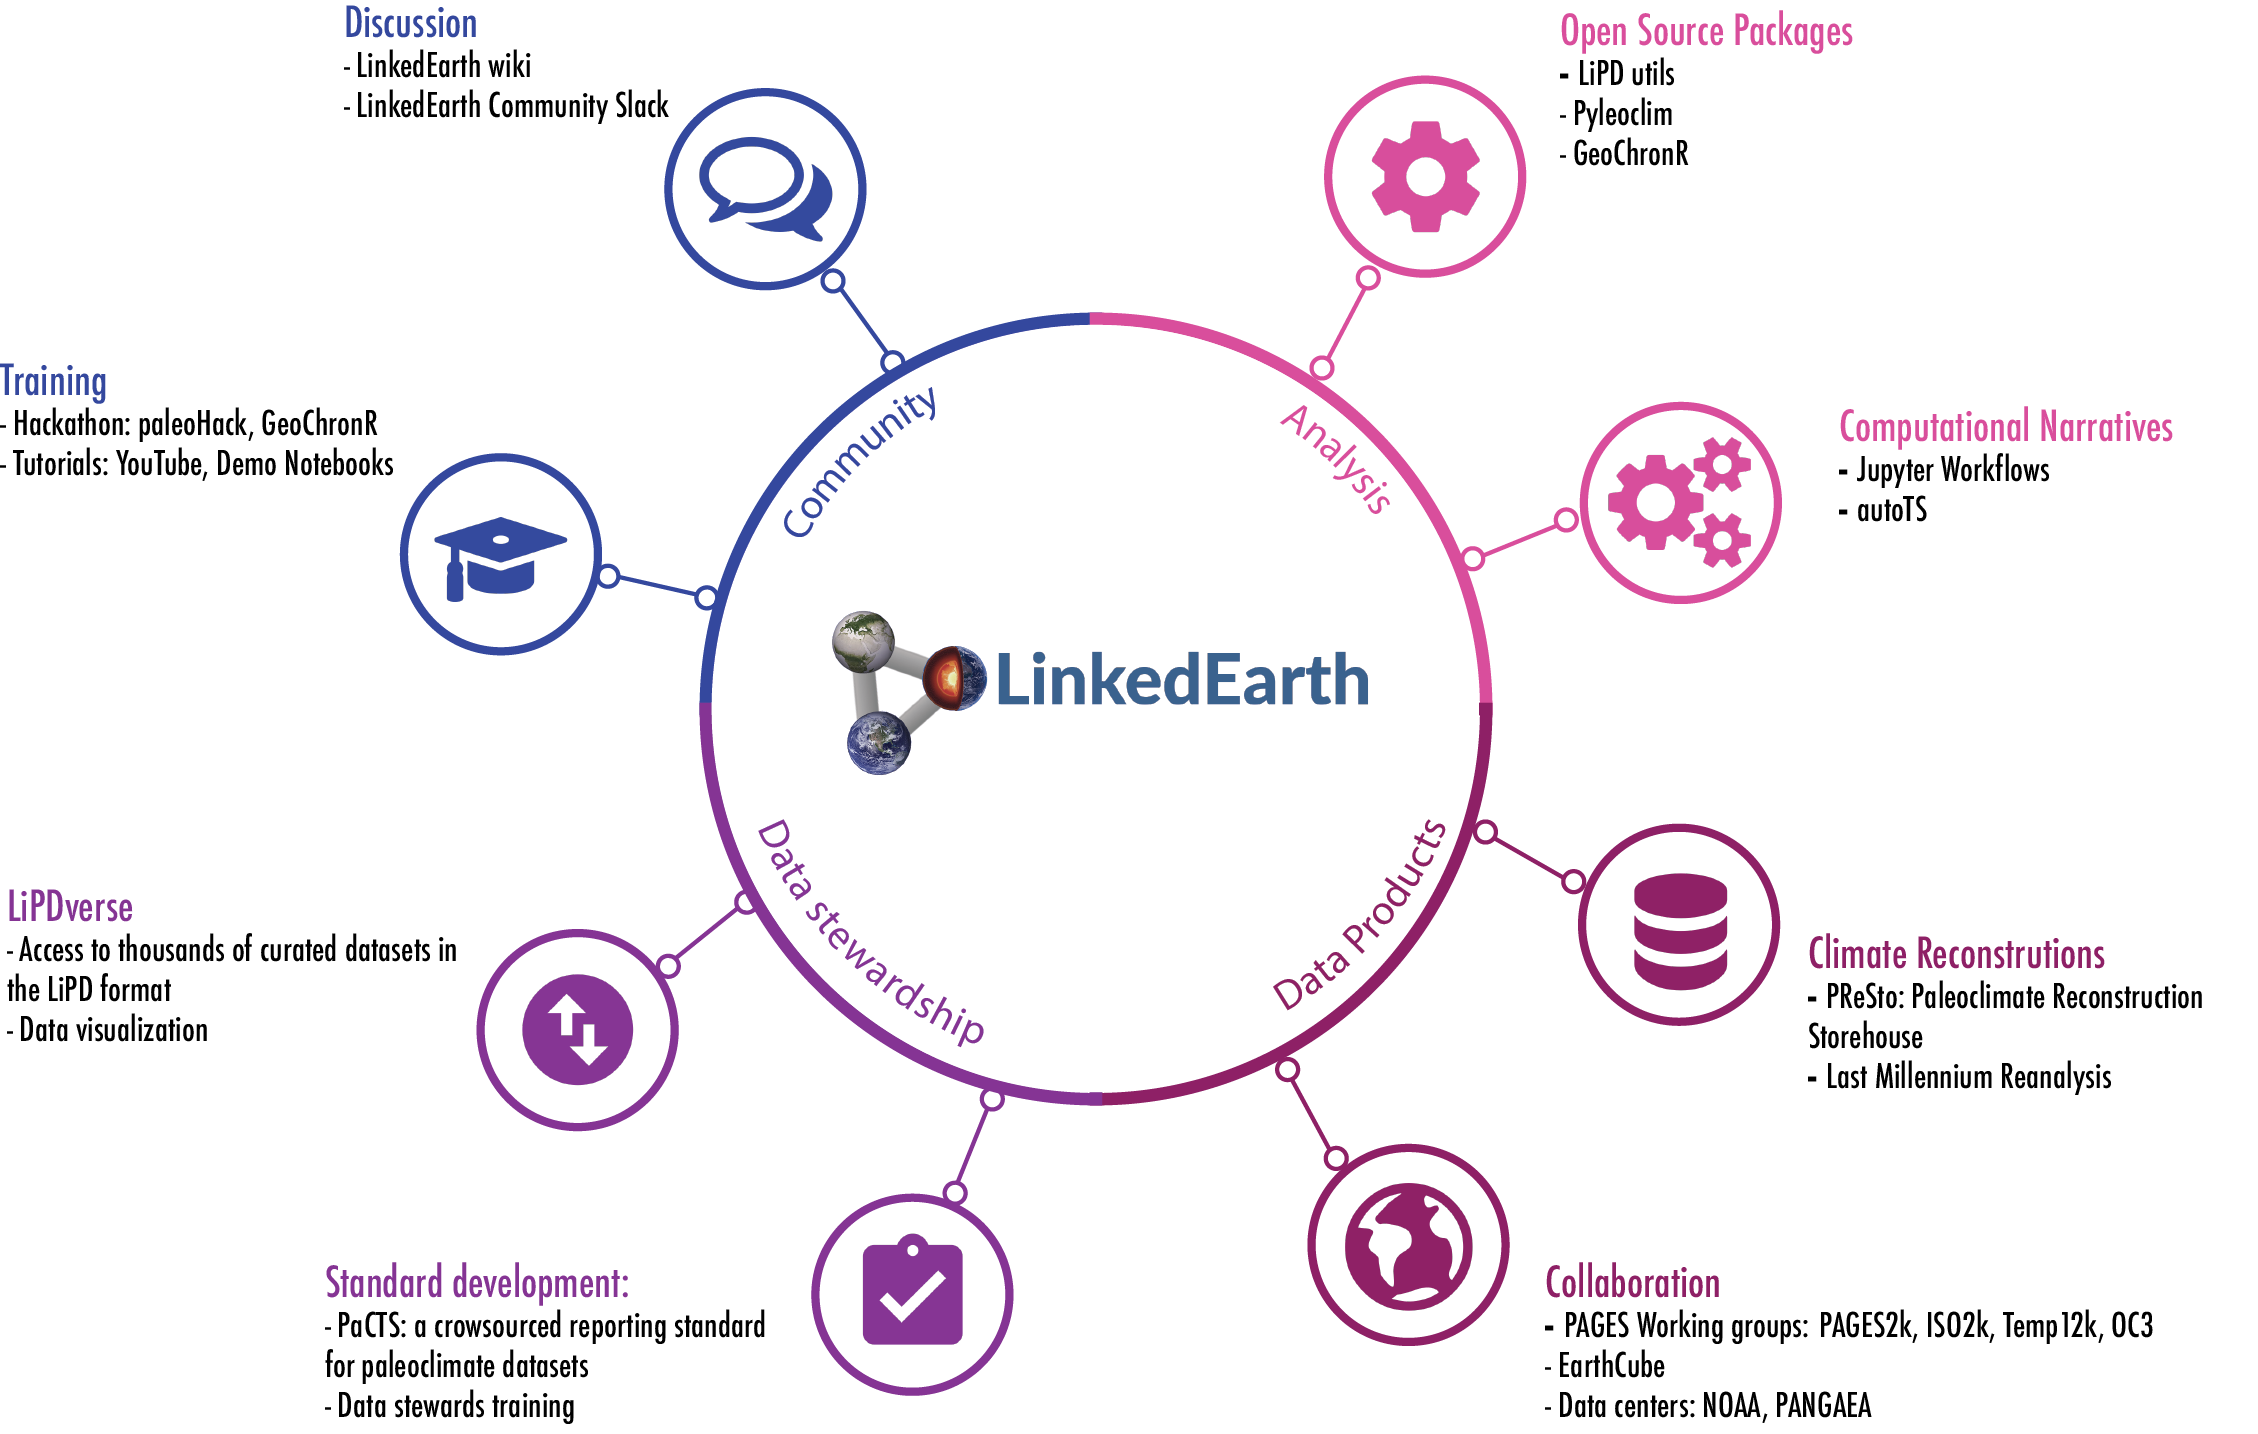 Discussion
- LinkedEarth wiki
- LinkedEarth Community Slack
Open Source Packages
- LiPD utils
- Pyleoclim
- GeoChronR
Training
- Hackathon: paleoHack, GeoChronR
- Tutorials: YouTube, Demo Notebooks
Computational Narratives
- Jupyter Workflows
- autoTS
Community
Analysis
LinkedEarth
Data stewardship
Data Products
LiPDverse
- Access to thousands of curated datasets in
the LiPD format
- Data visualization
Climate Reconstrutions
- PReSto: Paleoclimate Reconstruction
Storehouse
- Last Millennium Reanalysis
Standard development:
- PaCTS: a crowsourced reporting standard
for paleoclimate datasets
- Data stewards training
Collaboration
- PAGES Working groups: PAGES2k, ISO2k, Temp12k, OC3
- EarthCube
- Data centers: NOAA, PANGAEA